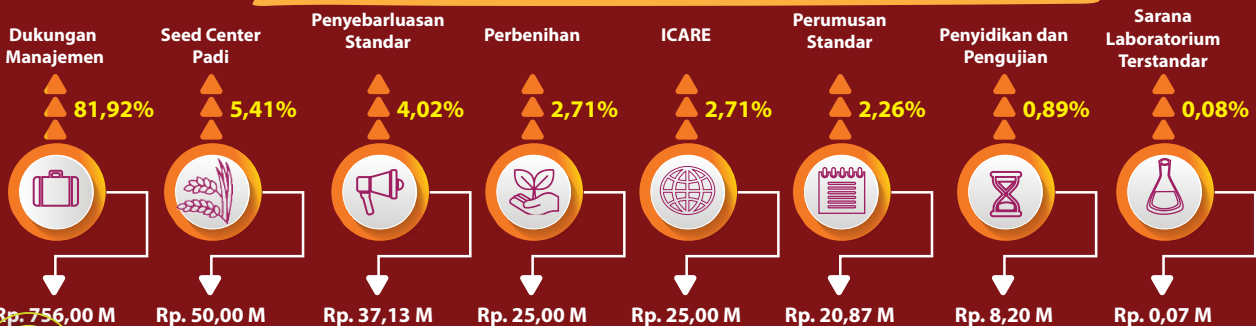 Dukungan
Manajemen
81,92%
Rp. 756,00 M
Seed Center
Padi
5,41%
Rp. 50,00 M
Penyebarluasan
Standar
4,02%
Rp. 37,13 M
Perbenihan
2,71%
Rp. 25,00 M
ICARE
2,71%
Rp. 25,00 M
Perumusan
Standar
2,26%
Rp. 20,87 M
Penyidikan dan
Pengujian
0,89%
Rp. 8,20 M
Sarana
Laboratorium
Terstandar
0,08%
Rp. 0,07 M